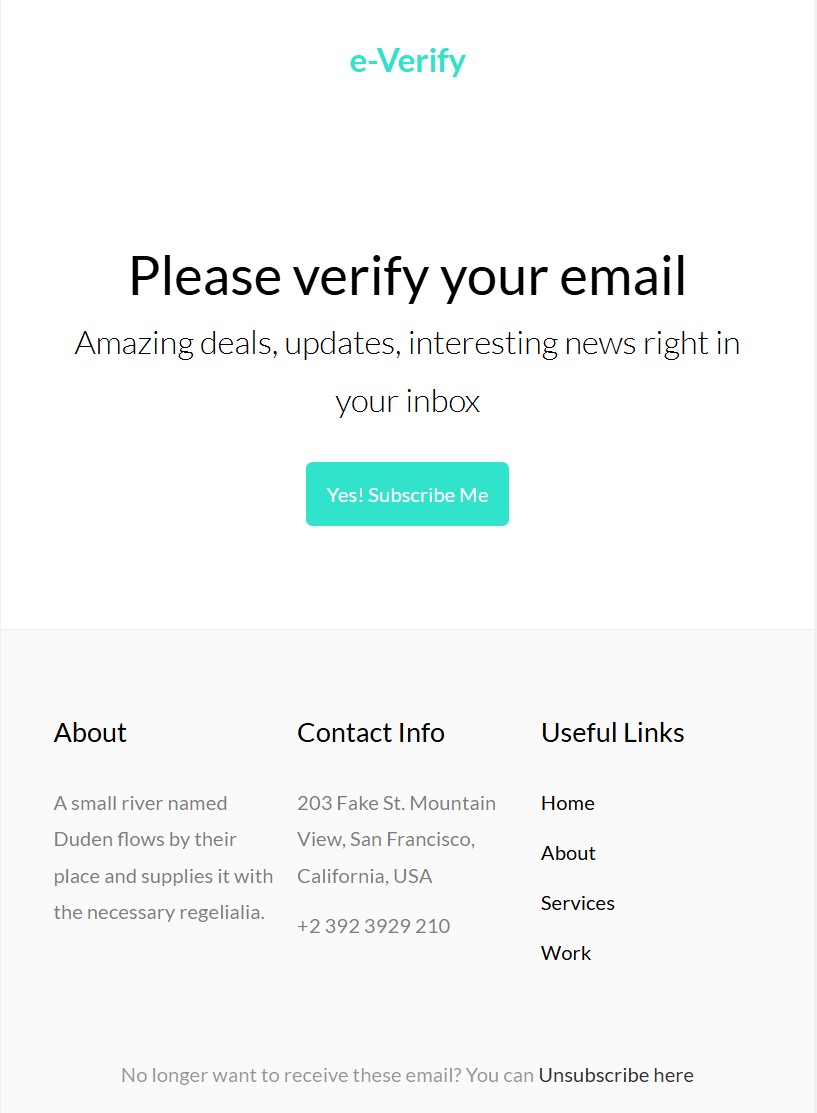 e-Verify
Please verify your email
Amazing deals, updates, interesting news right in
your inbox
Yes! Subscribe Me
About
A small river named
Duden flows by their
place and supplies it with
the necessary regelialia.
Contact Info
203 Fake St. Mountain
View, San Francisco,
California, USA
+2 392 3929 210
Useful Links
Home
About
Services
Work
No longer want to receive these email? You can Unsubscribe here